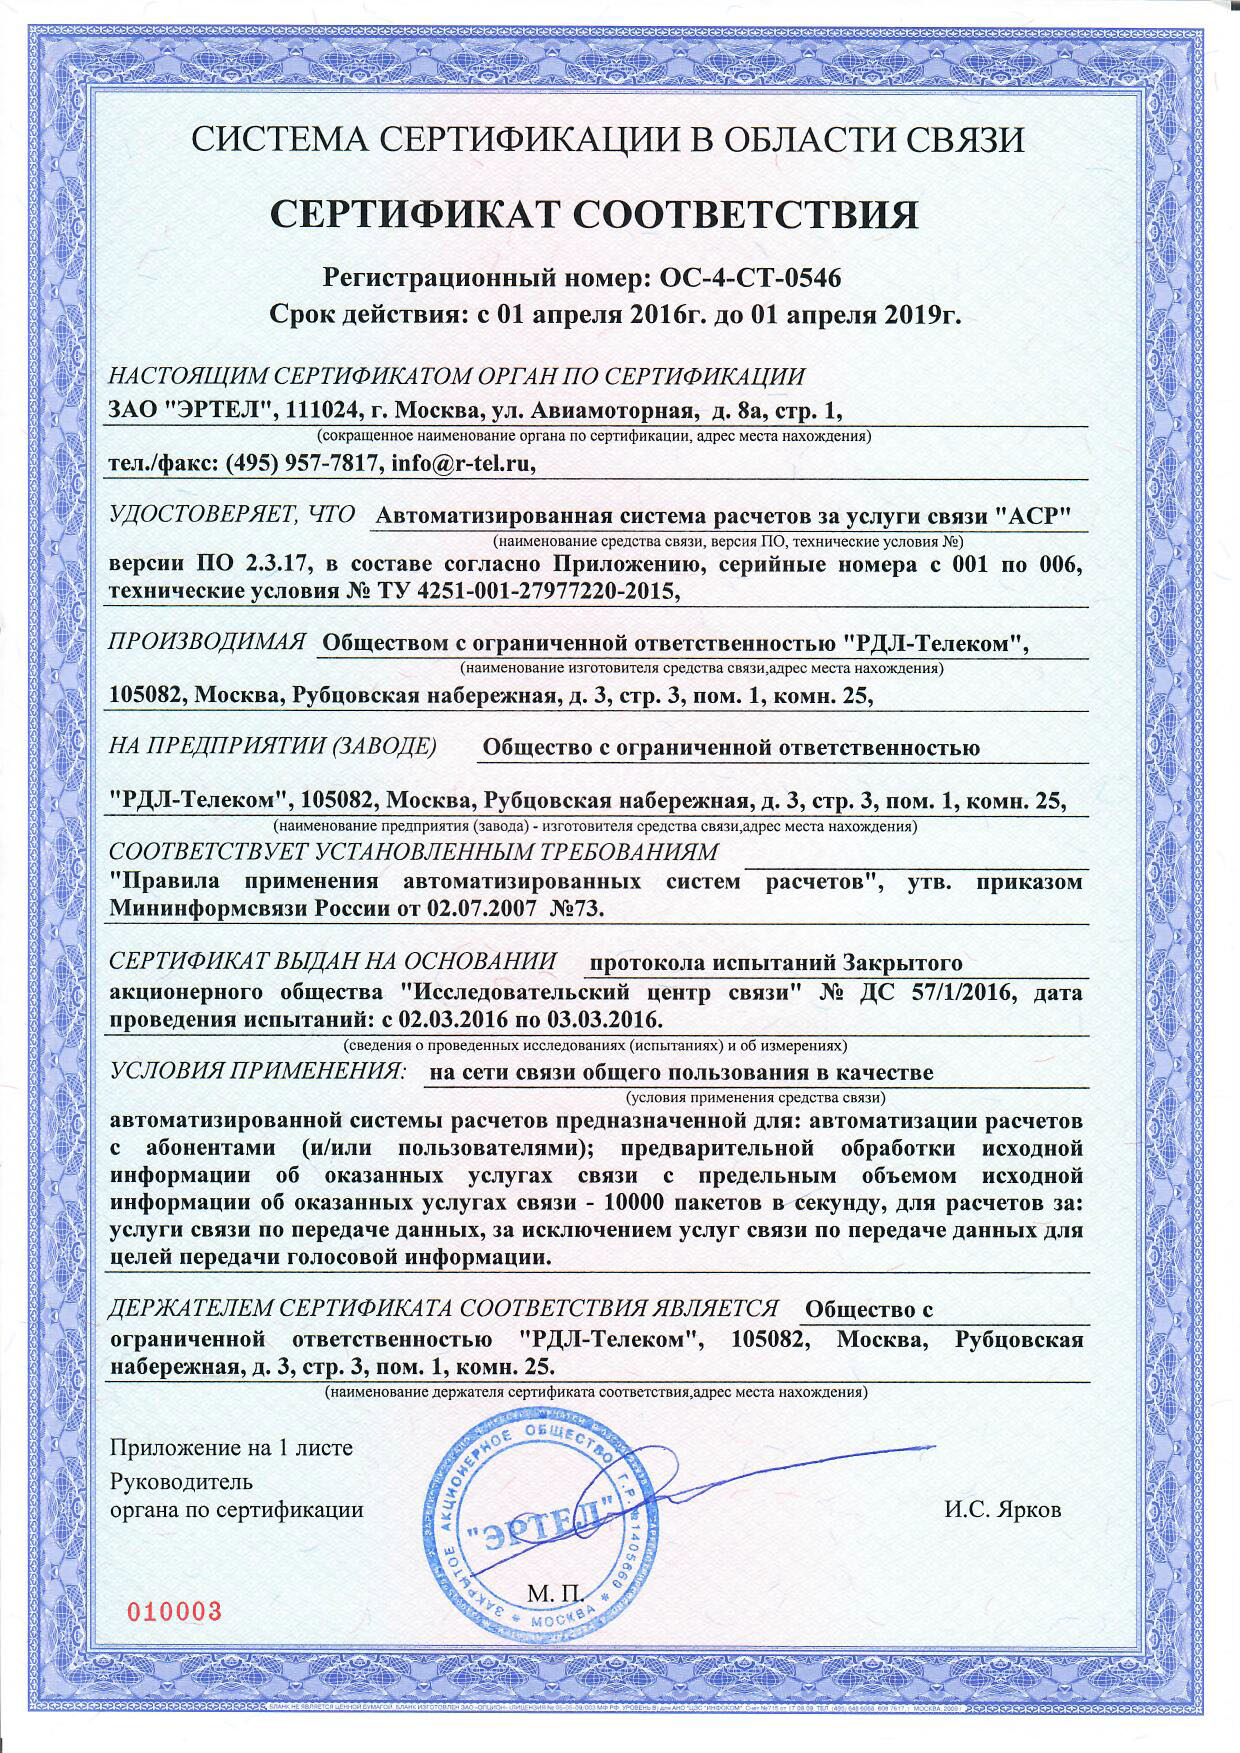 СИСТЕМА СЕРТИФИКАЦИИ В ОБЛАСТИ СВЯЗИ
СЕРТИФИКАТ СООТВЕТСТВИЯ
Регистрационный номер: ОС-4-СТ-0546
Срок действия: с 01 апреля 2016г. до 01 апреля 2019г.
НАСТОЯЩИМ СЕРТИФИКАТОМ ОРГАН ПО СЕРТИФИКАЦИИ
ЗАО "ЭРТЕЛ", 111024, г. Москва, ул. Авиамоторная, д. 8а, стр. 1,
(сокращенное наименование органа по сертификации, адрес места нахождения)
тел./факс: (495) 957-7817, info@r-tel.ru,
УДОСТОВЕРЯЕТ, ЧТО Автоматизированная система расчетов за услуги связи "АСР"
(наименование средства связи, версия ПО, технические условия №)
версии ПО 2.3.17, в составе согласно Приложению, серийные номера с 001 по 006,
технические условия № ТУ 4251-001-27977220-2015,
ПРОИЗВОДИМАЯ Обществом с ограниченной ответственностью "РДЛ-Телеком",
(наименование изготовителя средства связи,адрес места нахождения)
105082, Москва, Рубцовская набережная, д. 3, стр. 3, пом. 1, комн. 25,
НА ПРЕДПРИЯТИИ (ЗАВОДЕ) Общество с ограниченной ответственностью
"РДЛ-Телеком", 105082, Москва, Рубцовская набережная, д. 3, стр. 3, пом. 1, комн. 25,
(наименование предприятия (завода) - изготовителя средства связи,адрес места нахождения)
СООТВЕТСТВУЕТ УСТАНОВЛЕННЫМ ТРЕБОВАНИЯМ
"Правила применения автоматизированных систем расчетов", утв. приказом
Мининформсвязи России от 02.07.2007 №73.
СЕРТИФИКАТ ВЫДАН НА ОСНОВАНИИ протокола испытаний Закрытого
акционерного общества "Исследовательский центр связи" № ДС 57/1/2016, дата
проведения испытаний: с 02.03.2016 по 03.03.2016.
(сведения о проведенных исследованиях (испытаниях) и об измерениях)
УСЛОВИЯ ПРИМЕНЕНИЯ: на сети связи общего пользования в качестве
(условия применения средства связи)
автоматизированной системы расчетов предназначенной для: автоматизации расчетов
с абонентами (и/или пользователями); предварительной обработки исходной
информации об оказанных услугах связи с предельным объемом исходной
информации об оказанных услугах связи - 10000 пакетов в секунду, для расчетов за:
услуги связи по передаче данных, за исключением услуг связи по передаче данных для
целей передачи голосовой информации.
ДЕРЖАТЕЛЕМ СЕРТИФИКАТА СООТВЕТСТВИЯ ЯВЛЯЕТСЯ Общество с
ограниченной ответственностью "РДЛ-Телеком", 105082, Москва, Рубцовская
набережная, д. 3, стр. 3, пом. 1, комн. 25.
(наименование держателя сертификата соответствия,адрес места нахождения)
Приложение на 1 листе
Руководитель
органа по сертификации
И.С. Ярков
ЗАКРЫТОЕ АКЦИОНЕРНОЕ ОБЩЕСТВО Г.Р. №1405660 * МОСКВА *
"ЭРТЕЛ"
М. П.
010003